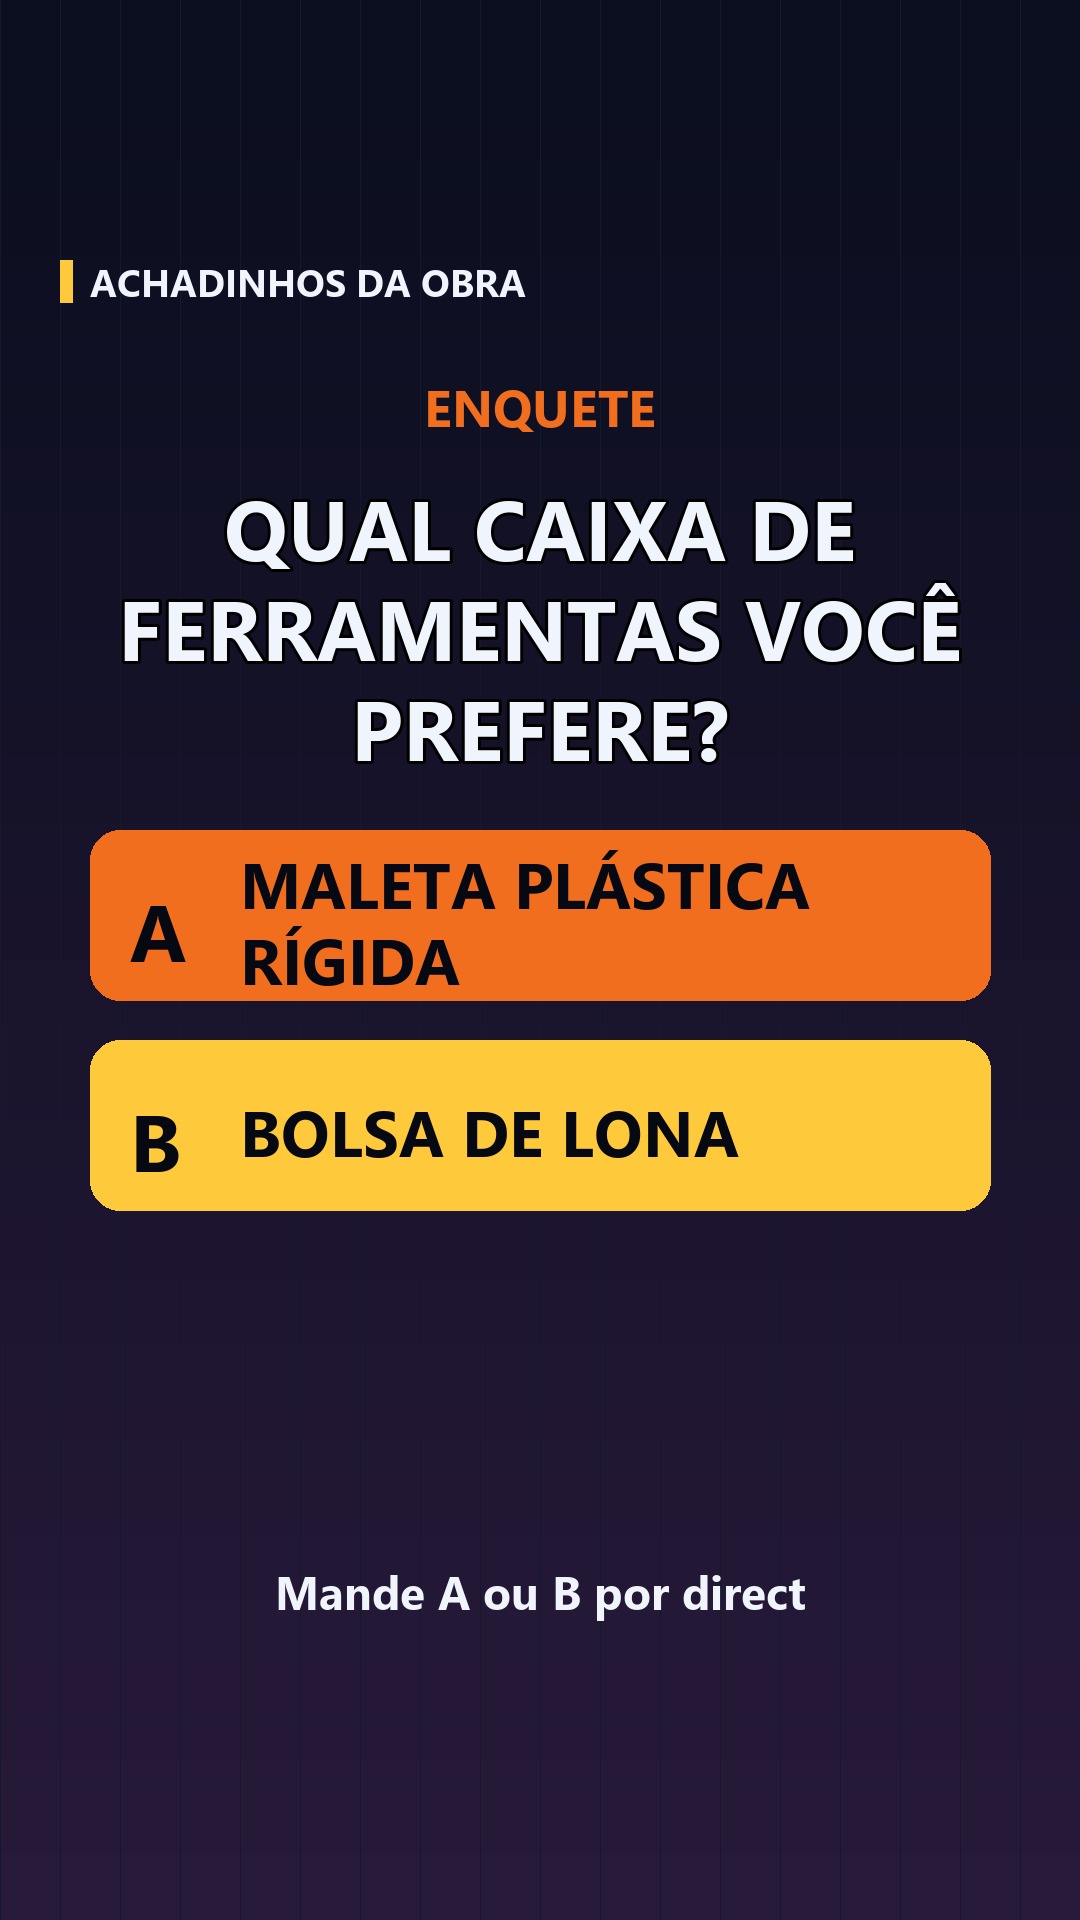 ACHADINHOS DA OBRA
ENQUETE
QUAL CAIXA DE
FERRAMENTAS VOCÊ
PREFERE?
A
MALETA PLÁSTICA
RÍGIDA
B
BOLSA DE LONA
Mande A ou B por direct